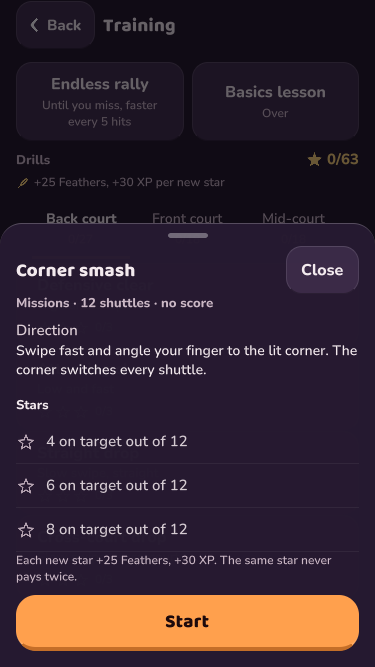 Back
Training
Endless rally
Until you miss, faster
every 5 hits
Basics lesson
Over
Drills
0/63
+25 Feathers, +30 XP per new star
Back court
Front court
Mid-court
Corner smash
Close
Missions · 12 shuttles · no score
Direction
Swipe fast and angle your finger to the lit corner. The
corner switches every shuttle.
Stars
4 on target out of 12
6 on target out of 12
8 on target out of 12
Each new star +25 Feathers, +30 XP. The same star never
pays twice.
Start